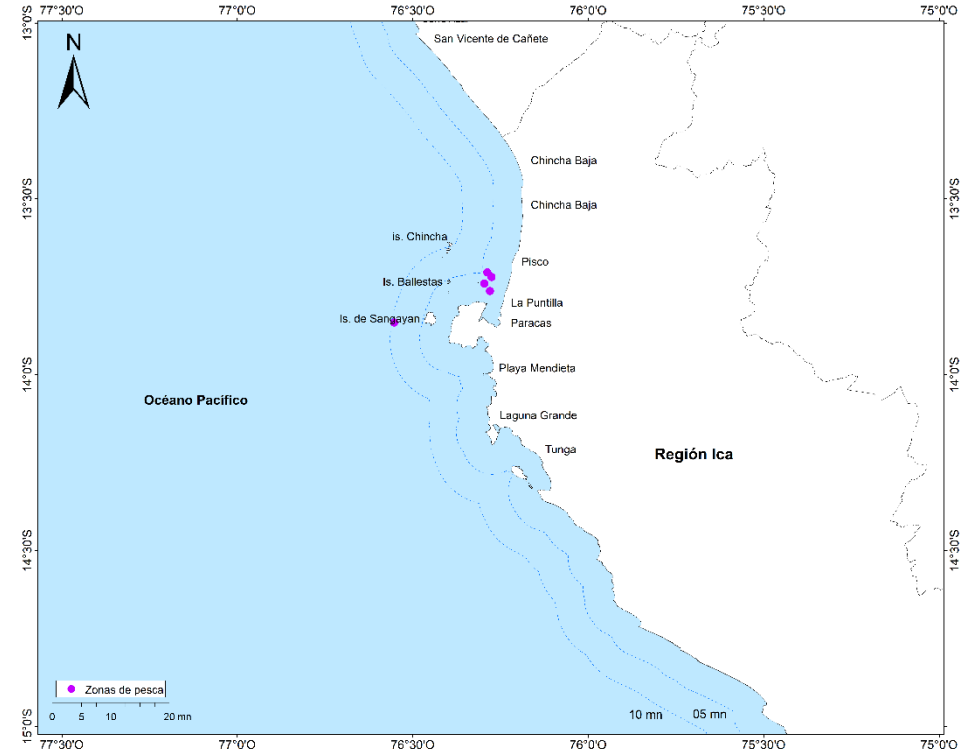 77°30'O 77°0'O 76°30'O 76°0'O 75°30'O 75°0'O
13°0'S 13°0'S
N
San Vicente de Cañete
Chincha Baja
13°30'S 13°30'S
Chincha Baja
is. Chincha
Pisco
Is. Ballestas
La Puntilla
Is. de Sangayan
Paracas
Playa Mendieta
14°0'S 14°0'S
Océano Pacífico
Laguna Grande
Tunga
Región Ica
14°30'S 14°30'S
Zonas de pesca
0 5 10 20 mn
10 mn 05 mn
15°0'S 15°0'S
77°30'O 77°0'O 76°30'O 76°0'O 75°30'O 75°0'O